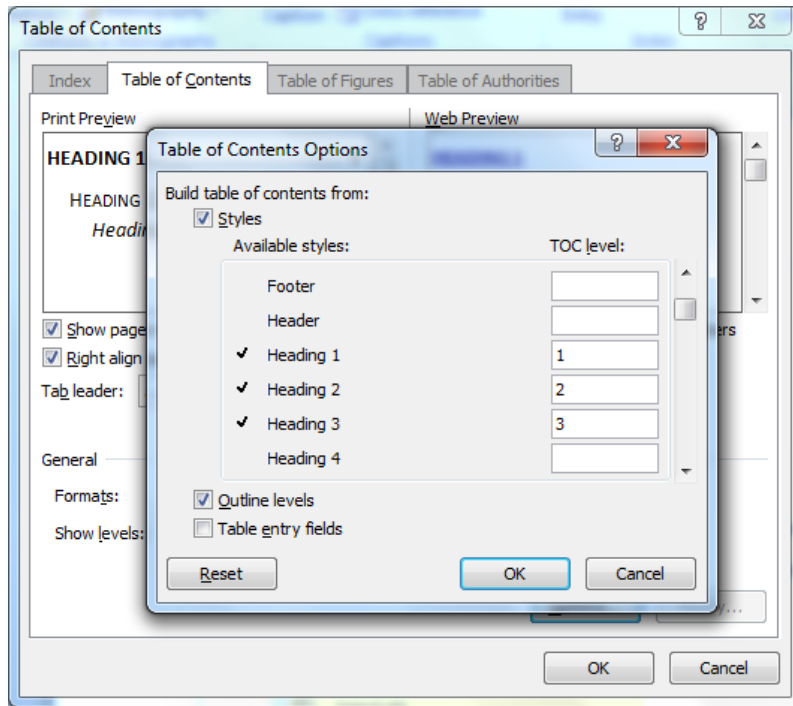 Table of Contents
Index Table of Contents Table of Figures Table of Authorities
Print Preview Web Preview
HEADING 1
HEADING
Headin
Show page
ers
Right align
Tab leader:
General
Formats:
Show levels:
OK Cancel
Table of Contents Options
Build table of contents from:
Styles
Available styles: TOC level:
Footer
Header
Heading 1 1
Heading 2 2
Heading 3 3
Heading 4
Outline levels
Table entry fields
Reset OK Cancel